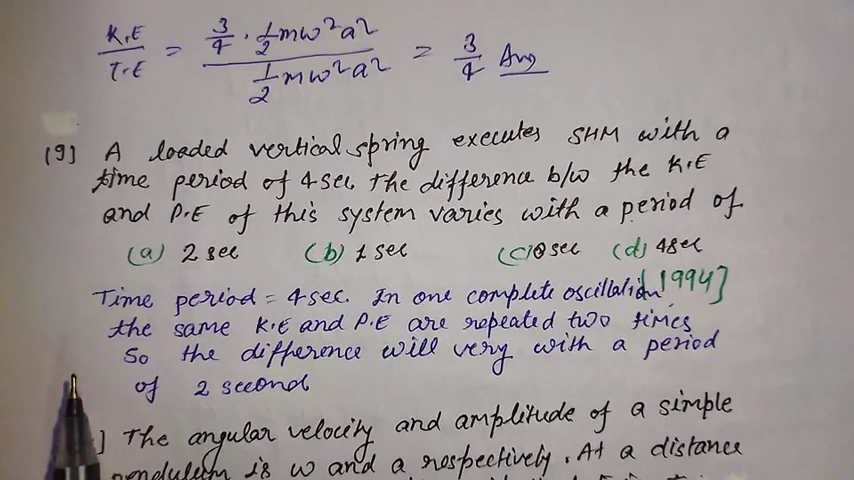 K.E/T.E = 3/4 · 1/2 mω²a² / 1/2 mω²a² = 3/4 Ans
[9] A loaded vertical spring executes SHM with a
time period of 4 sec. The difference b/w the K.E
and P.E of this system varies with a period of
(a) 2 sec (b) 1 sec (c) sec (d) 4 sec
[1994]
Time period = 4 sec. In one complete oscillation,
the same K.E and P.E are repeated two times
So the difference will very with a period
of 2 second
] The angular velocity and amplitude of a simple
pendulum is ω and a respectively. At a distance